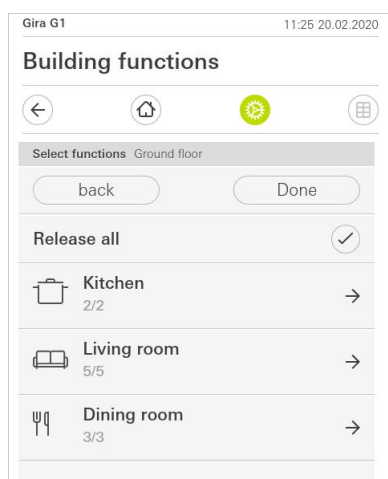 Gira G1 11:25 20.02.2020
Building functions
Select functions Ground floor
back Done
Release all
Kitchen
2/2
Living room
5/5
Dining room
3/3